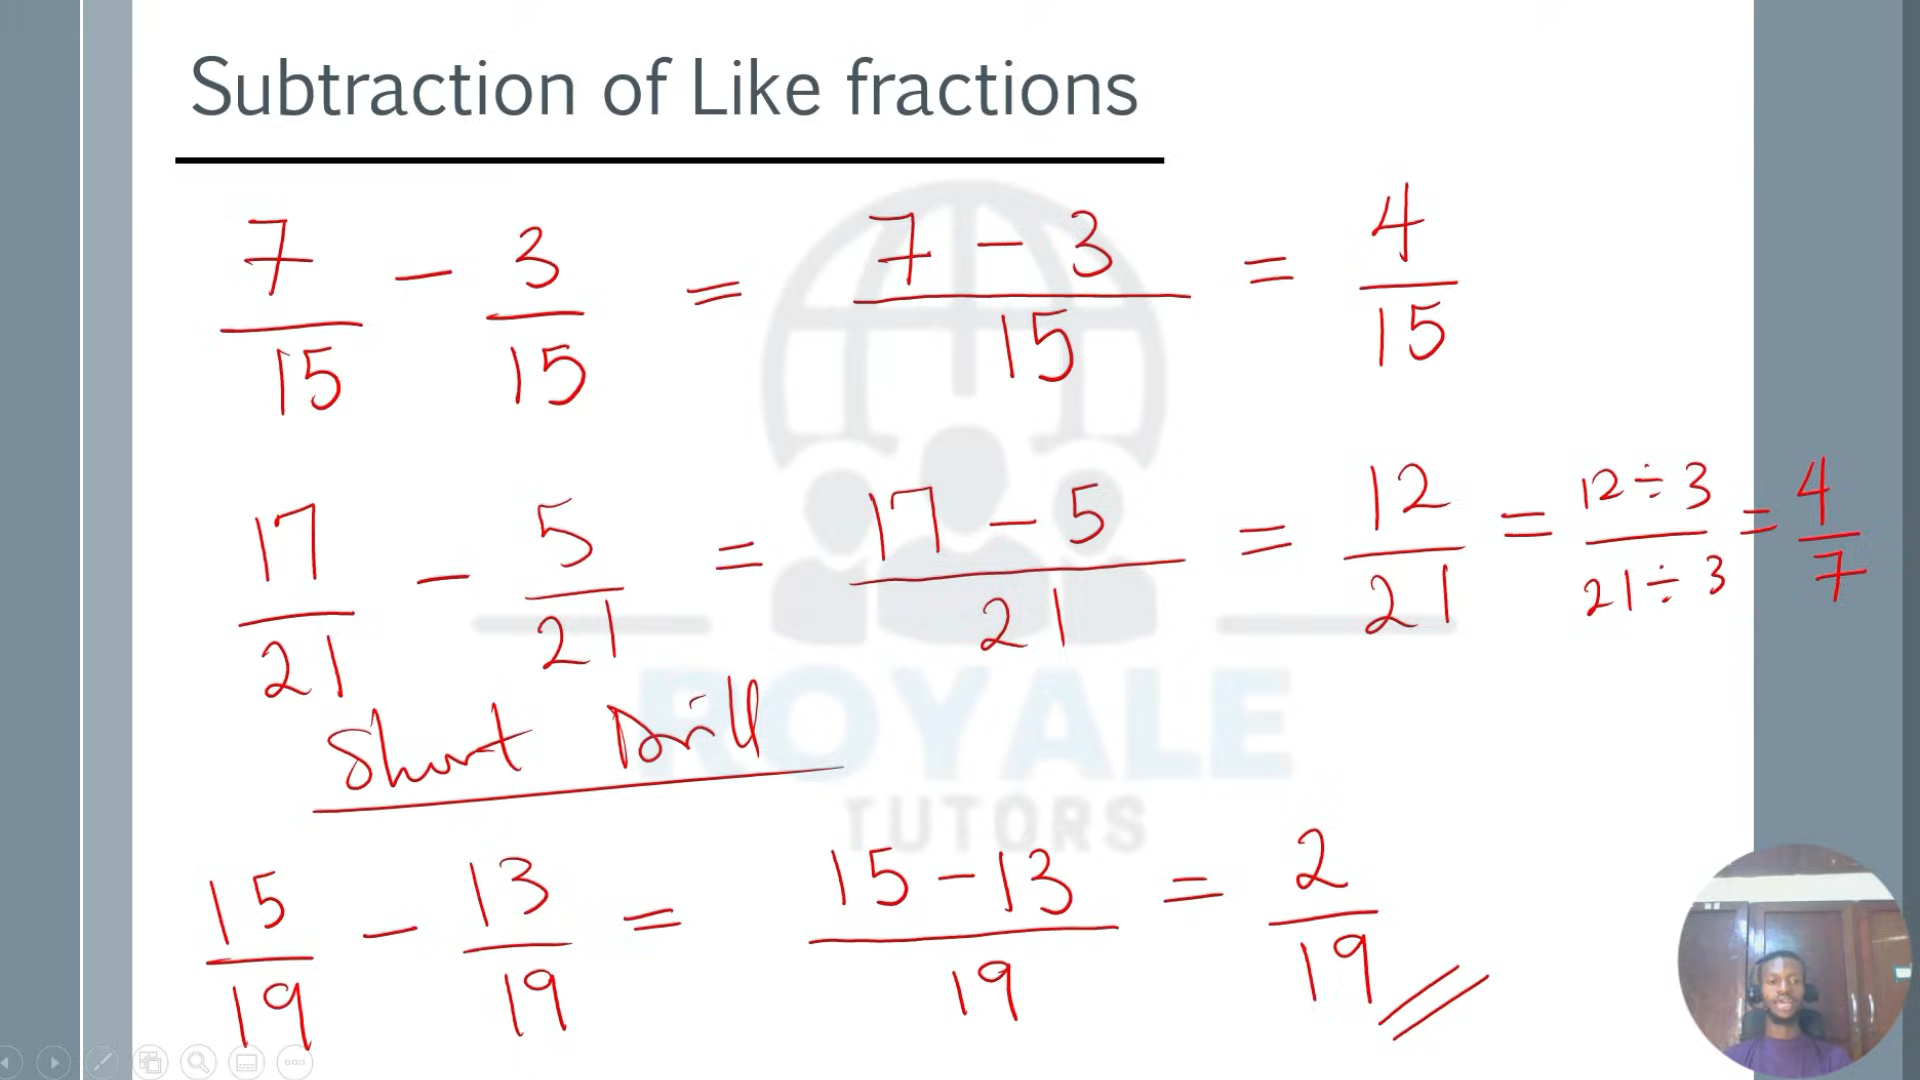 Subtraction of Like fractions
7/15 − 3/15 = 7 − 3/15 = 4/15
17/21 − 5/21 = 17 − 5/21 = 12/21 = 12 ÷ 3/21 ÷ 3 = 4/7
Short Drill
ROYALE
TUTORS
15/19 − 13/19 = 15 − 13/19 = 2/19